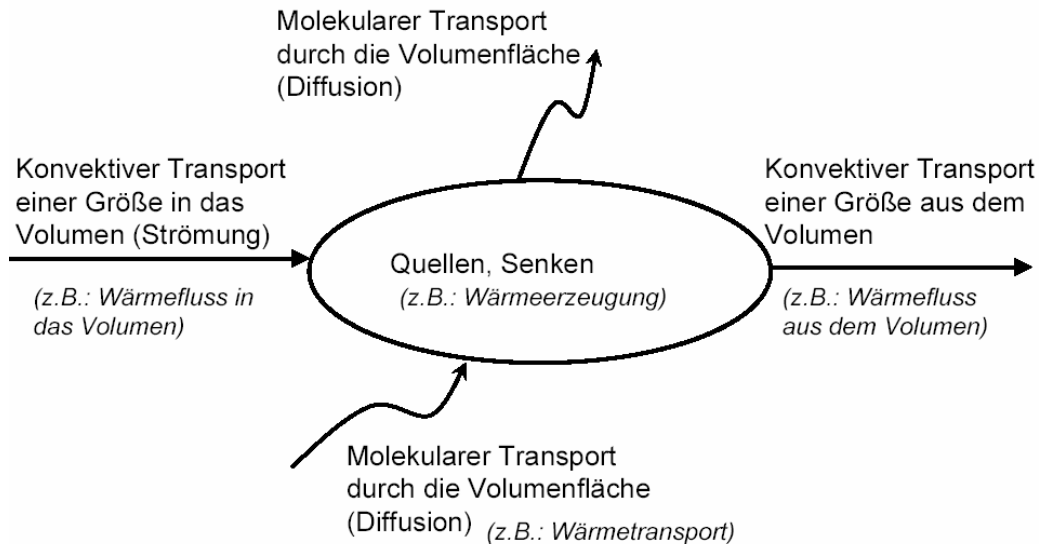 Molekularer Transport
durch die Volumenfläche
(Diffusion)
Konvektiver Transport
einer Größe in das
Volumen (Strömung)
(z.B.: Wärmefluss in
das Volumen)
Quellen, Senken
(z.B.: Wärmeerzeugung)
Konvektiver Transport
einer Größe aus dem
Volumen
(z.B.: Wärmefluss
aus dem Volumen)
Molekularer Transport
durch die Volumenfläche
(Diffusion) (z.B.: Wärmetransport)